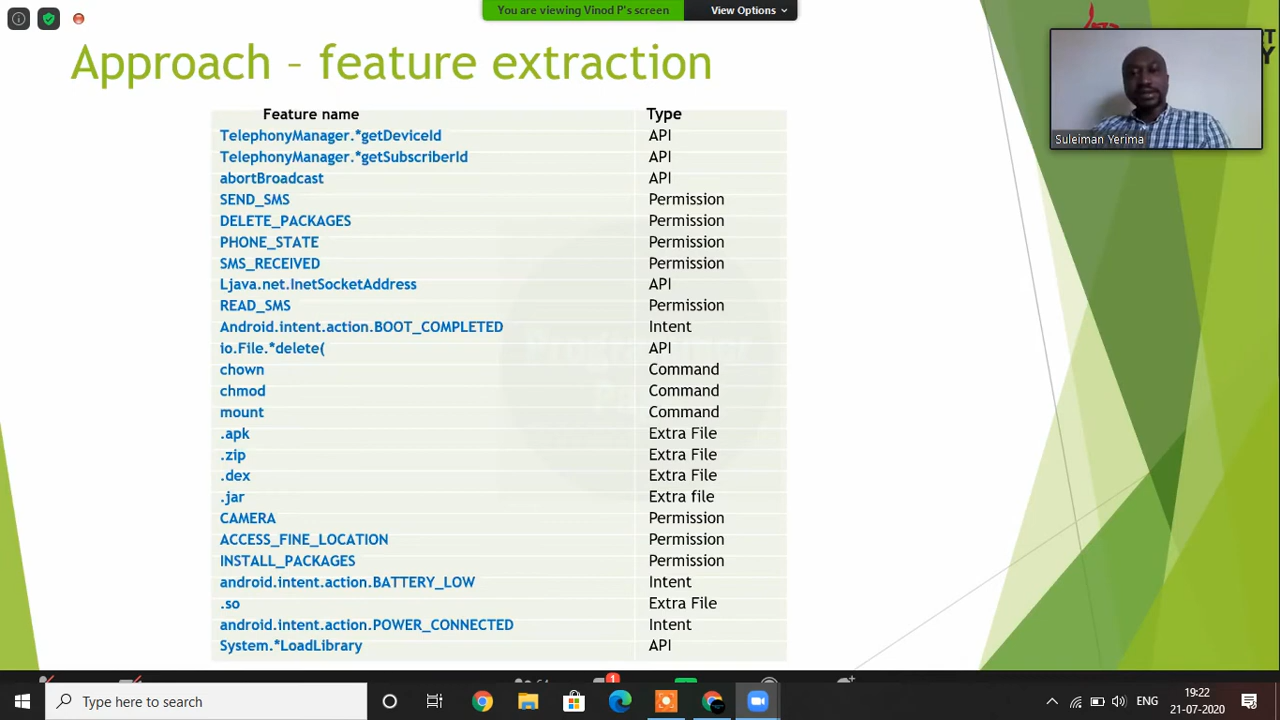 You are viewing Vinod P's screen
View Options
Approach – feature extraction
Suleiman Yerima
Feature name Type
TelephonyManager.*getDeviceId API
TelephonyManager.*getSubscriberId API
abortBroadcast API
SEND_SMS Permission
DELETE_PACKAGES Permission
PHONE_STATE Permission
SMS_RECEIVED Permission
Ljava.net.InetSocketAddress API
READ_SMS Permission
Android.intent.action.BOOT_COMPLETED Intent
io.File.*delete( API
chown Command
chmod Command
mount Command
.apk Extra File
.zip Extra File
.dex Extra File
.jar Extra file
CAMERA Permission
ACCESS_FINE_LOCATION Permission
INSTALL_PACKAGES Permission
android.intent.action.BATTERY_LOW Intent
.so Extra File
android.intent.action.POWER_CONNECTED Intent
System.*LoadLibrary API
1
Type here to search
ENG
19:22
21-07-2020